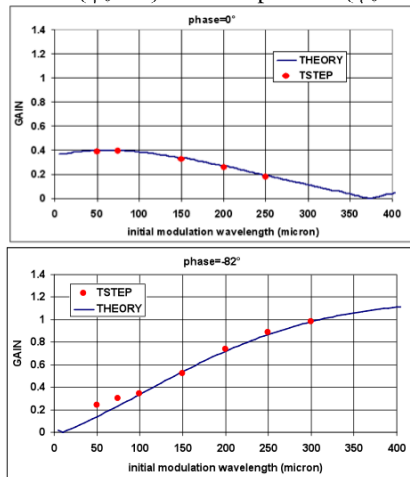 phase=0°
1.4
1.2
1
0.8
0.6
0.4
0.2
0
GAIN
THEORY
TSTEP
0 50 100 150 200 250 300 350 400
initial modulation wavelength (micron)
phase=-82°
1.4
1.2
1
0.8
0.6
0.4
0.2
0
GAIN
TSTEP
THEORY
0 50 100 150 200 250 300 350 400
initial modulation wavelength (micron)